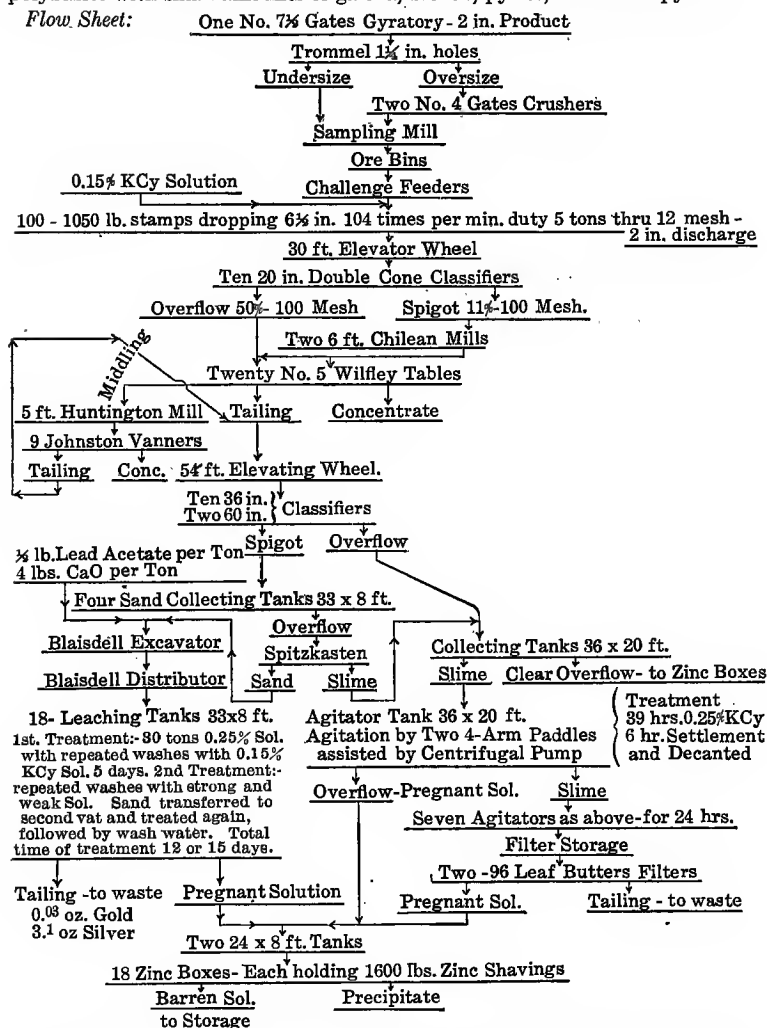 Flow Sheet:
One No. 7½ Gates Gyratory - 2 in. Product
Trommel 1¼ in. holes
Undersize Oversize
Two No. 4 Gates Crushers
Sampling Mill
Ore Bins
0.15% KCy Solution
Challenge Feeders
100 - 1050 lb. stamps dropping 6½ in. 104 times per min. duty 5 tons thru 12 mesh -
2 in. discharge
30 ft. Elevator Wheel
Ten 20 in. Double Cone Classifiers
Overflow 50%- 100 Mesh Spigot 11%-100 Mesh.
Two 6 ft. Chilean Mills
Middling
Twenty No. 5 Wilfley Tables
5 ft. Huntington Mill Tailing Concentrate
9 Johnston Vanners
Tailing Conc. 54 ft. Elevating Wheel.
Ten 36 in.
Two 60 in. } Classifiers
Spigot Overflow
½ lb. Lead Acetate per Ton
4 lbs. CaO per Ton
Four Sand Collecting Tanks 33 x 8 ft.
Overflow
Spitzkasten
Sand Slime
Blaisdell Excavator
Blaisdell Distributor
Collecting Tanks 36 x 20 ft.
Slime Clear Overflow- to Zinc Boxes
18- Leaching Tanks 33x8 ft.
1st. Treatment:- 80 tons 0.25% Sol.
with repeated washes with 0.15%
KCy Sol. 5 days. 2nd Treatment:-
repeated washes with strong and
weak Sol. Sand transferred to
second vat and treated again,
followed by wash water. Total
time of treatment 12 or 15 days.
Agitator Tank 36 x 20 ft.
Agitation by Two 4-Arm Paddles
assisted by Centrifugal Pump
Treatment
39 hrs. 0.25% KCy
6 hr. Settlement
and Decanted
Overflow-Pregnant Sol. Slime
Seven Agitators as above-for 24 hrs.
Filter Storage
Two -96 Leaf Butters Filters
Pregnant Sol. Tailing - to waste
Tailing - to waste
0.03 oz. Gold
3.1 oz Silver
Pregnant Solution
Two 24 x 8 ft. Tanks
18 Zinc Boxes- Each holding 1600 lbs. Zinc Shavings
Barren Sol.
to Storage
Precipitate